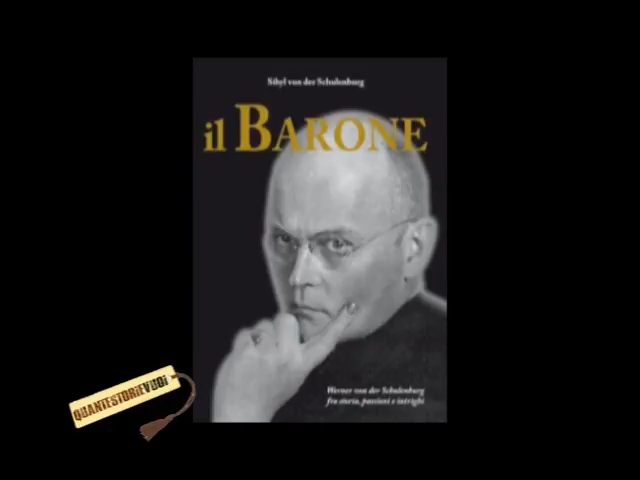 Sibyl von der Schulenburg
il BARONE
Werner von der Schulenburg
fra storia, passioni e intrighi
QUANTESTORIEVUOI